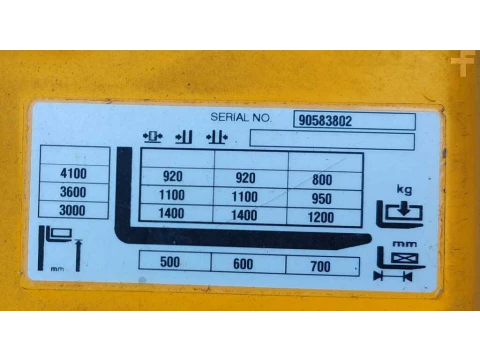 SERIAL NO. 90583802
4100 920 920 800 kg
3600 1100 1100 950
3000 1400 1400 1200
mm
mm 500 600 700